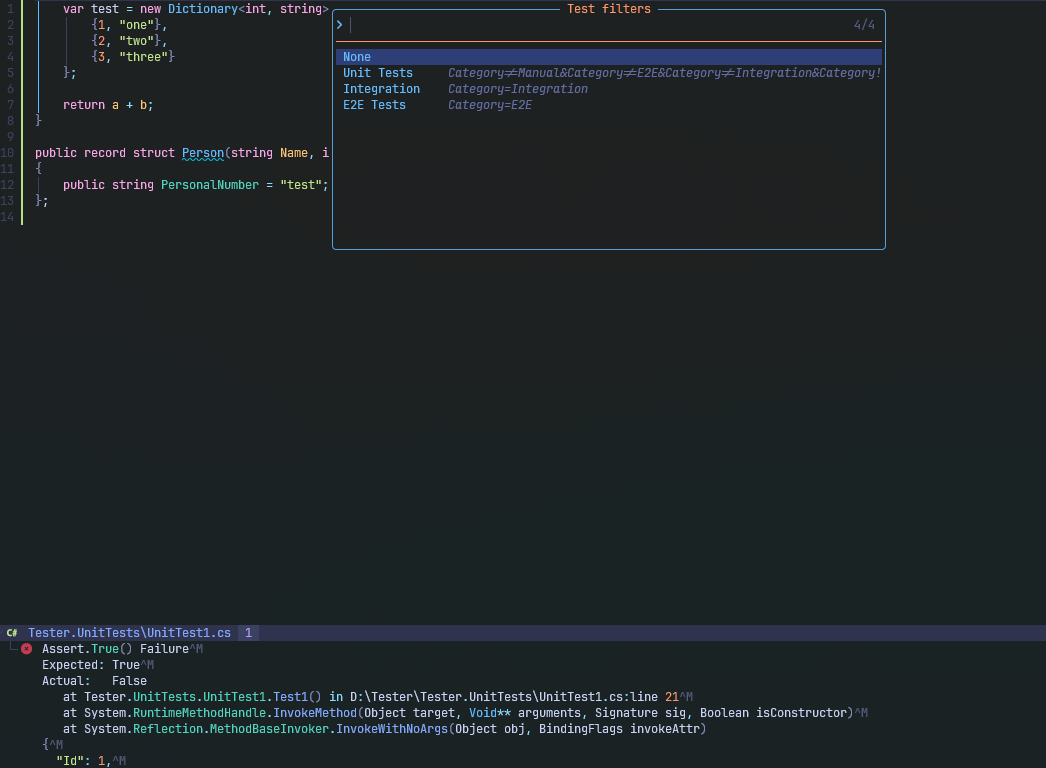 1 var test = new Dictionary<int, string>
2 {1, "one"},
3 {2, "two"},
4 {3, "three"}
5 };
6
7 return a + b;
8 }
9
10 public record struct Person(string Name, i
11 {
12 public string PersonalNumber = "test";
13 };
14
Test filters
> 4/4
None
Unit Tests Category!=Manual&Category!=E2E&Category!=Integration&Category!
Integration Category=Integration
E2E Tests Category=E2E
C# Tester.UnitTests\UnitTest1.cs 1
Assert.True() Failure^M
Expected: True^M
Actual: False
at Tester.UnitTests.UnitTest1.Test1() in D:\Tester\Tester.UnitTests\UnitTest1.cs:line 21^M
at System.RuntimeMethodHandle.InvokeMethod(Object target, Void** arguments, Signature sig, Boolean isConstructor)^M
at System.Reflection.MethodBaseInvoker.InvokeWithNoArgs(Object obj, BindingFlags invokeAttr)
{^M
"Id": 1,^M